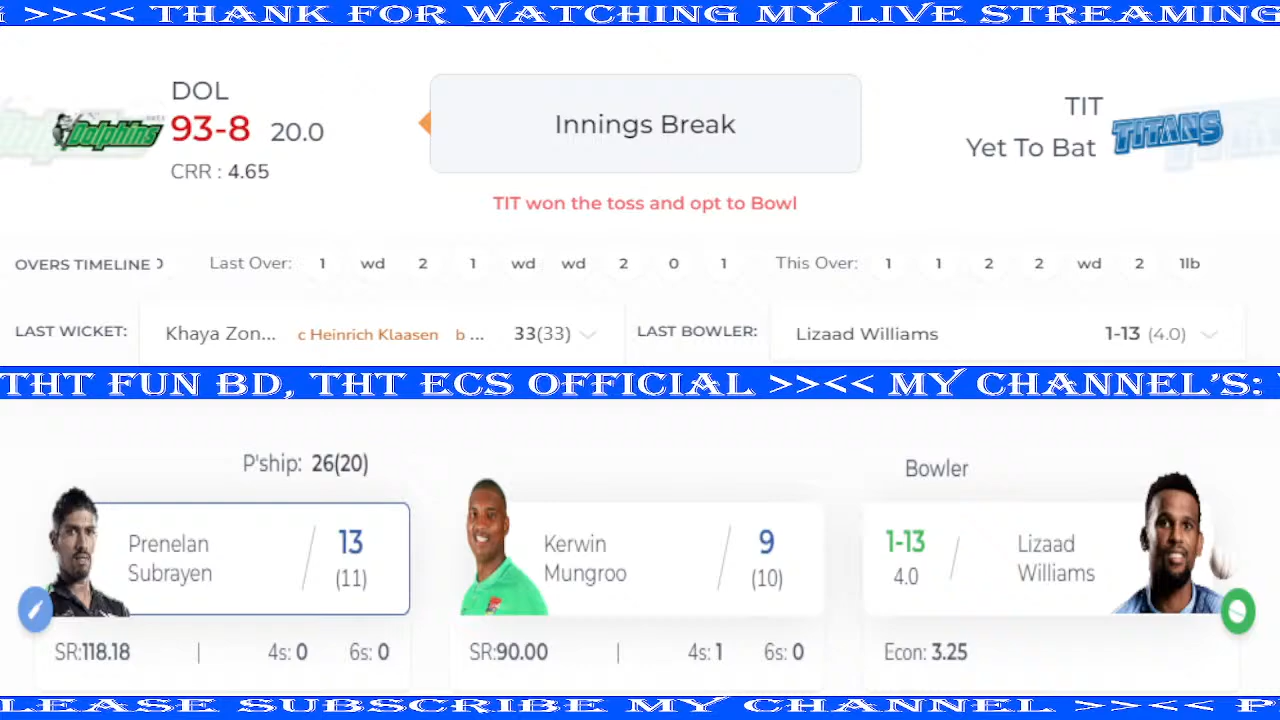 >><< THANK FOR WATCHING MY LIVE STREAMING
DOL
93-8 20.0
CRR : 4.65
Dolphins
Innings Break
TIT
Yet To Bat
TITANS
TIT won the toss and opt to Bowl
OVERS TIMELINE
Last Over: 1 wd 2 1 wd wd 2 0 1
This Over: 1 1 2 2 wd 2 1lb
LAST WICKET: Khaya Zon... c Heinrich Klaasen b ... 33(33)
LAST BOWLER: Lizaad Williams 1-13 (4.0)
THT FUN BD, THT ECS OFFICIAL >><< MY CHANNEL'S:
P'ship: 26(20)
Bowler
Prenelan
Subrayen
13
(11)
Kerwin
Mungroo
9
(10)
1-13
4.0
Lizaad
Williams
SR:118.18 | 4s: 0 6s: 0
SR:90.00 | 4s: 1 6s: 0
Econ: 3.25
LEASE SUBSCRIBE MY CHANNEL >><< P